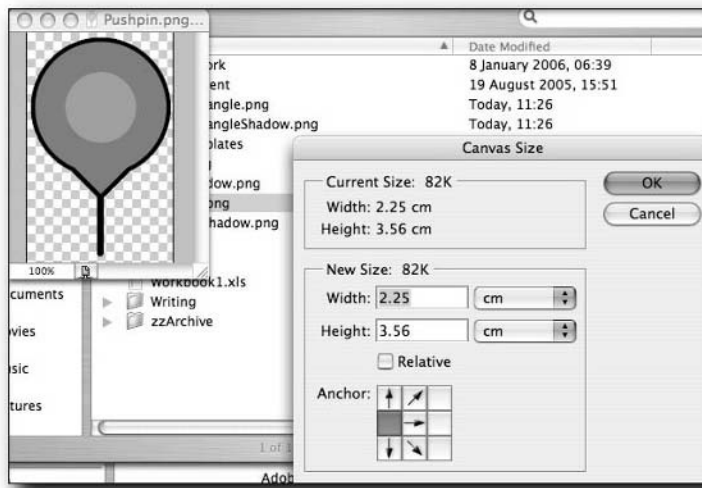 Pushpin.png...
Date Modified
ork
8 January 2006, 06:39
ent
19 August 2005, 15:51
angle.png
Today, 11:26
angleShadow.png
Today, 11:26
plates
dow.png
png
hadow.png
100%
Workbook1.xls
Writing
zzArchive
cuments
vies
sic
tures
1 of 1
Adob
Canvas Size
Current Size: 82K
Width: 2.25 cm
Height: 3.56 cm
OK
Cancel
New Size: 82K
Width: 2.25 cm
Height: 3.56 cm
Relative
Anchor: